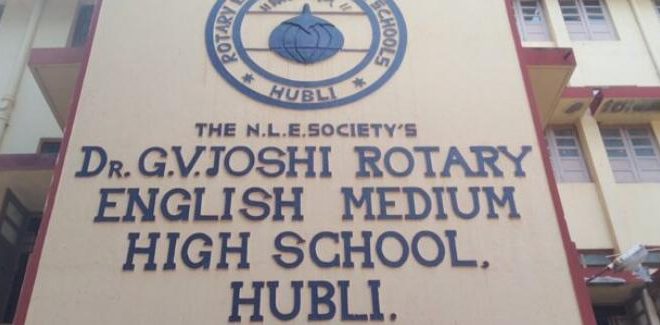 ROTARY
SCHOOLS
HUBLI
THE N.L.E.SOCIETY'S
DR. G.V.JOSHI ROTARY
ENGLISH MEDIUM
HIGH SCHOOL.
HUBLI.